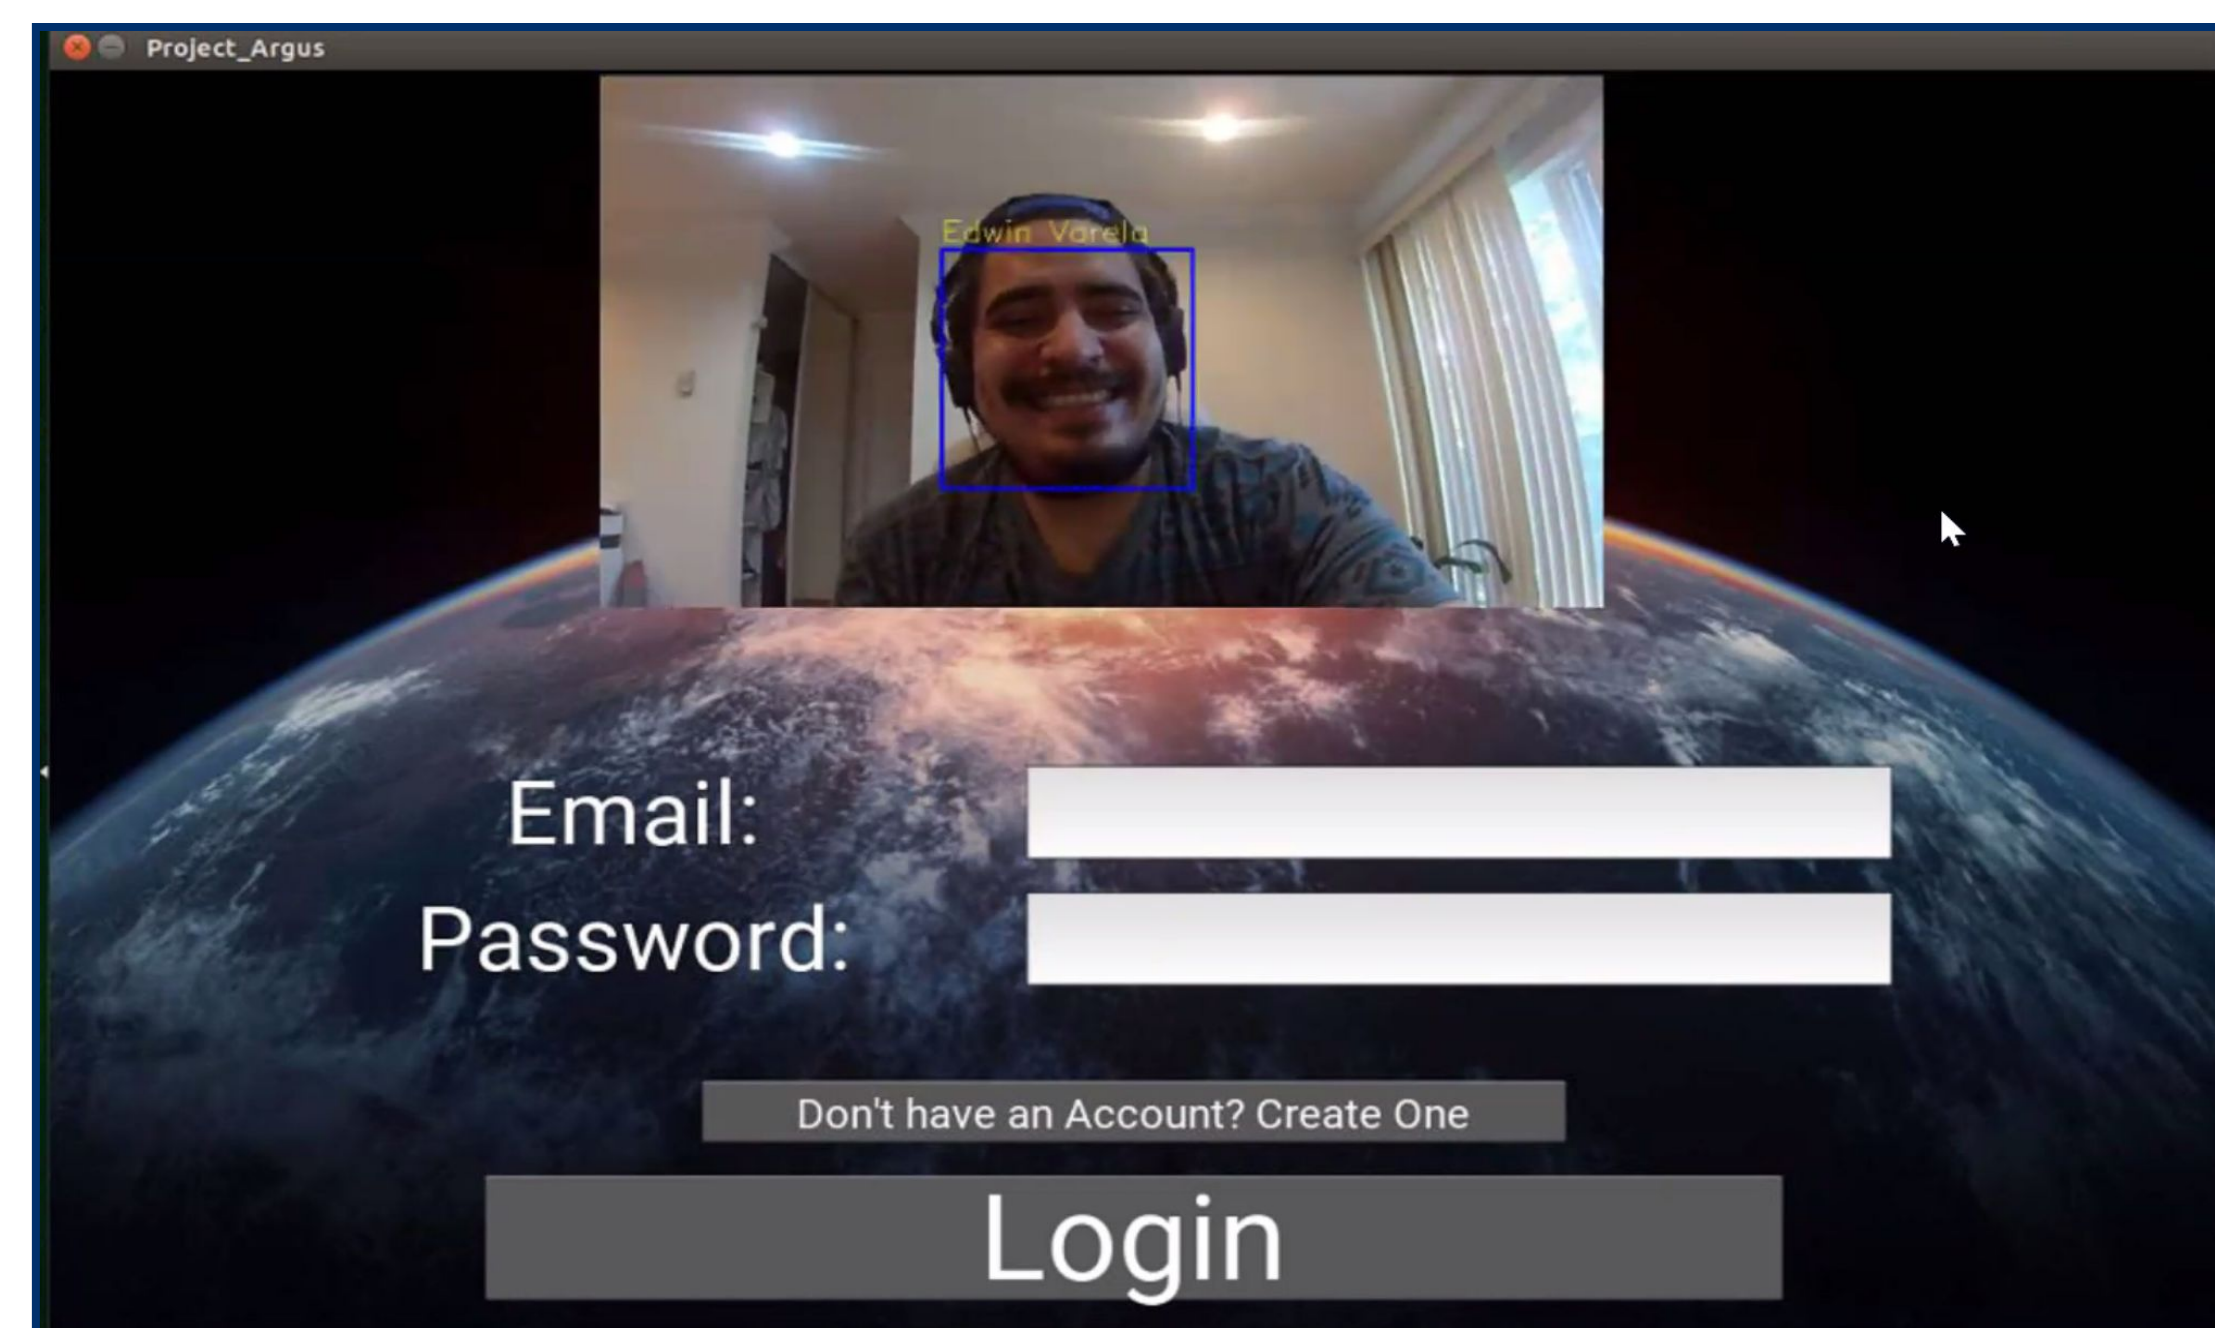 Project_Argus
Edwin Varela
Email:
Password:
Don't have an Account? Create One
Login